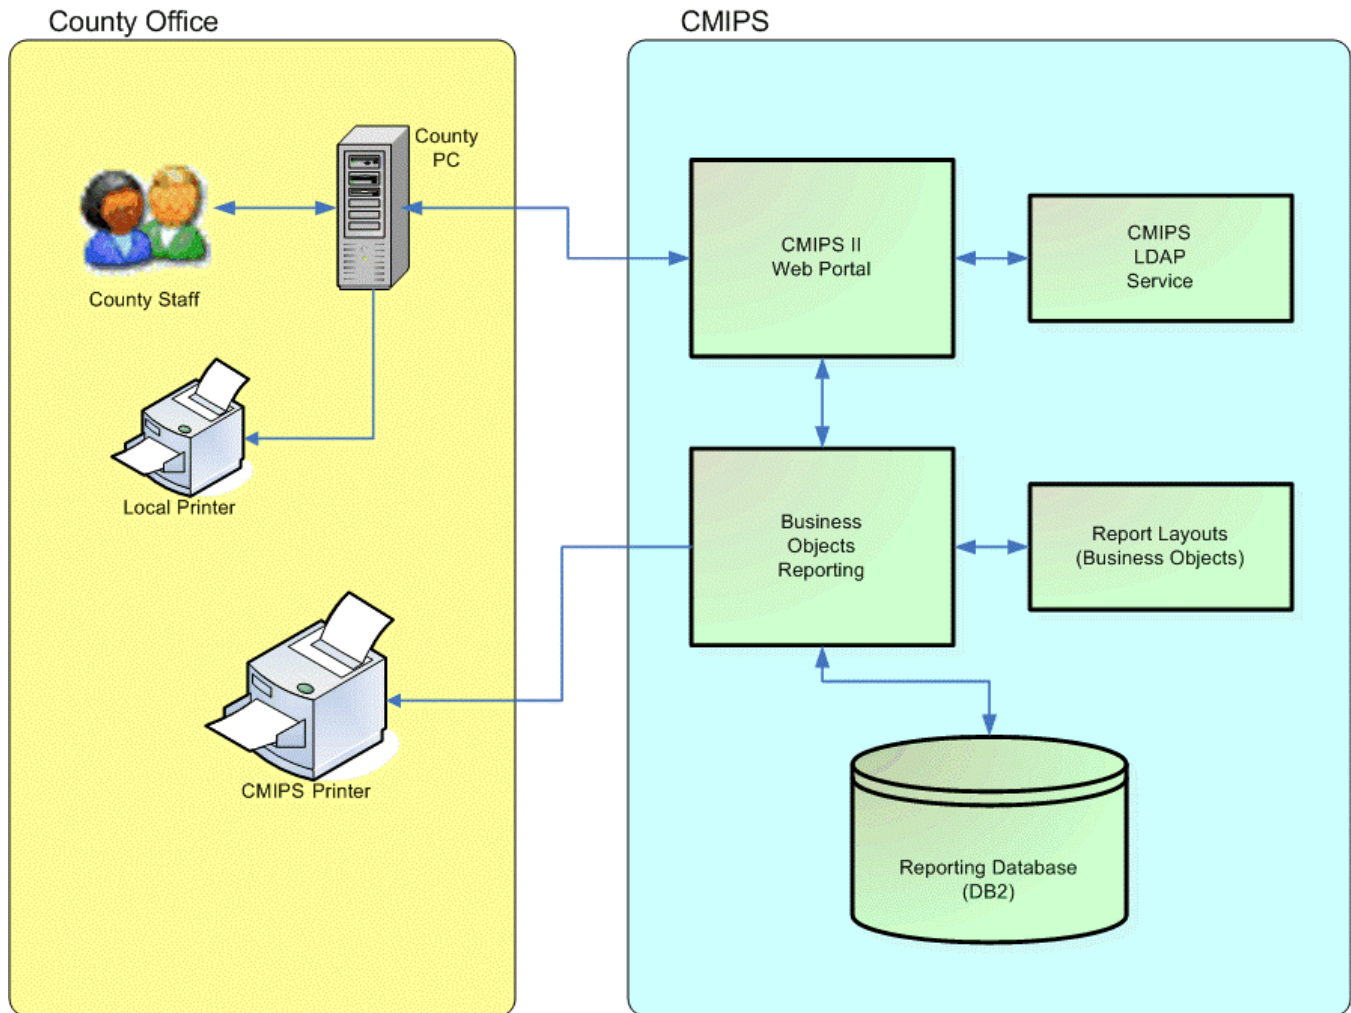 County Office
CMIPS
County
PC
County Staff
Local Printer
CMIPS Printer
CMIPS II
Web Portal
CMIPS
LDAP
Service
Business
Objects
Reporting
Report Layouts
(Business Objects)
Reporting Database
(DB2)